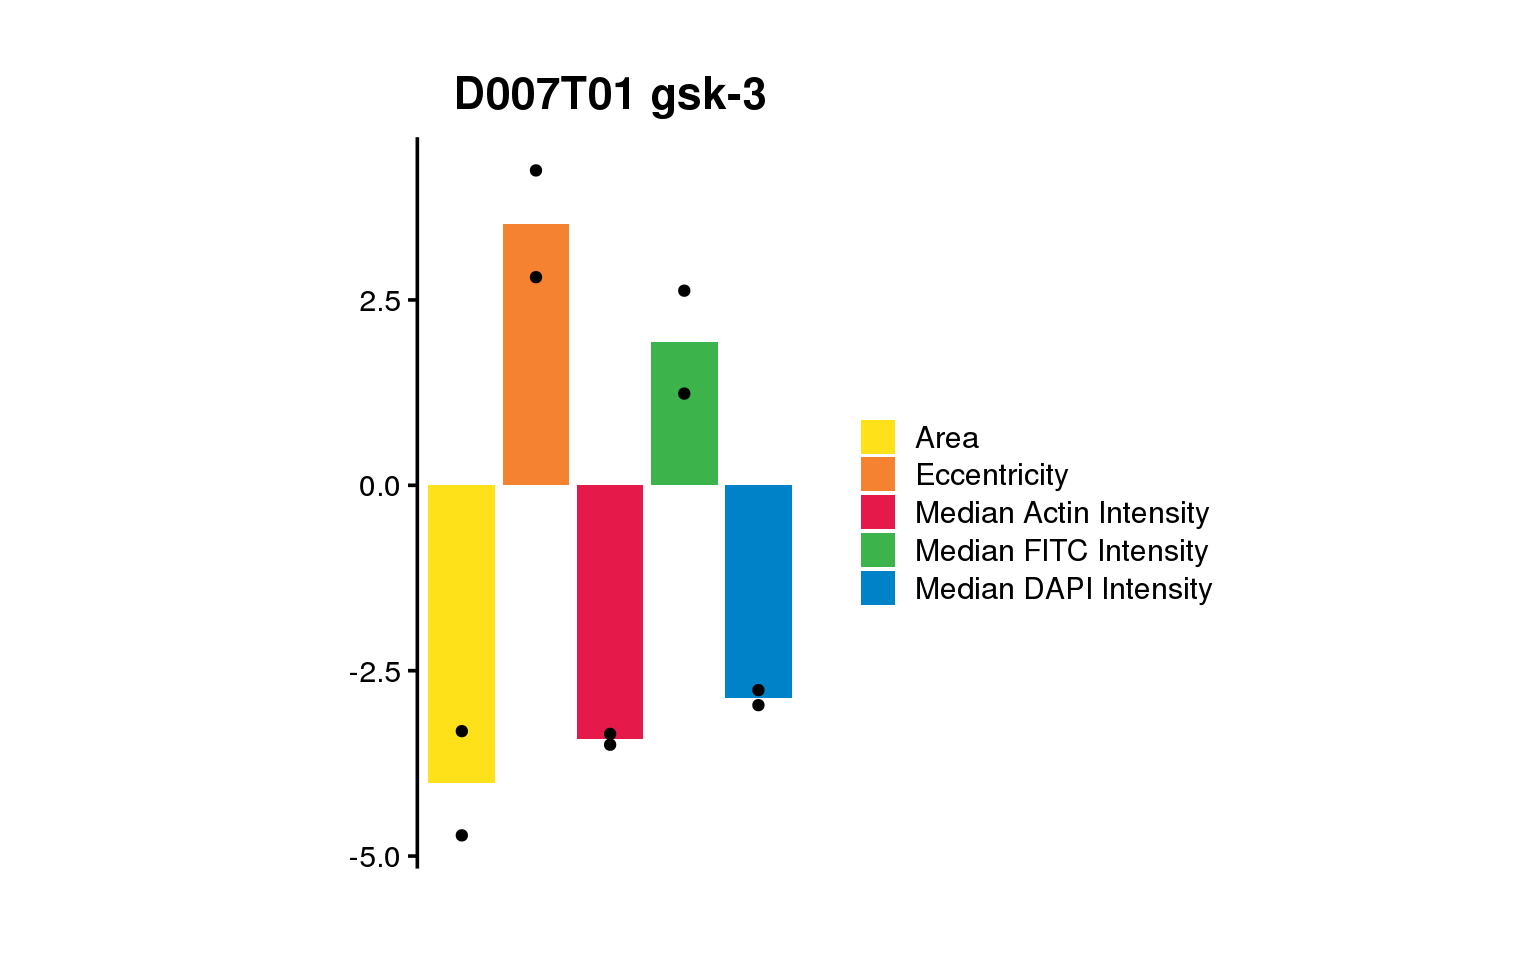 D007T01 gsk-3
2.5
0.0
-2.5
-5.0
Area
Eccentricity
Median Actin Intensity
Median FITC Intensity
Median DAPI Intensity